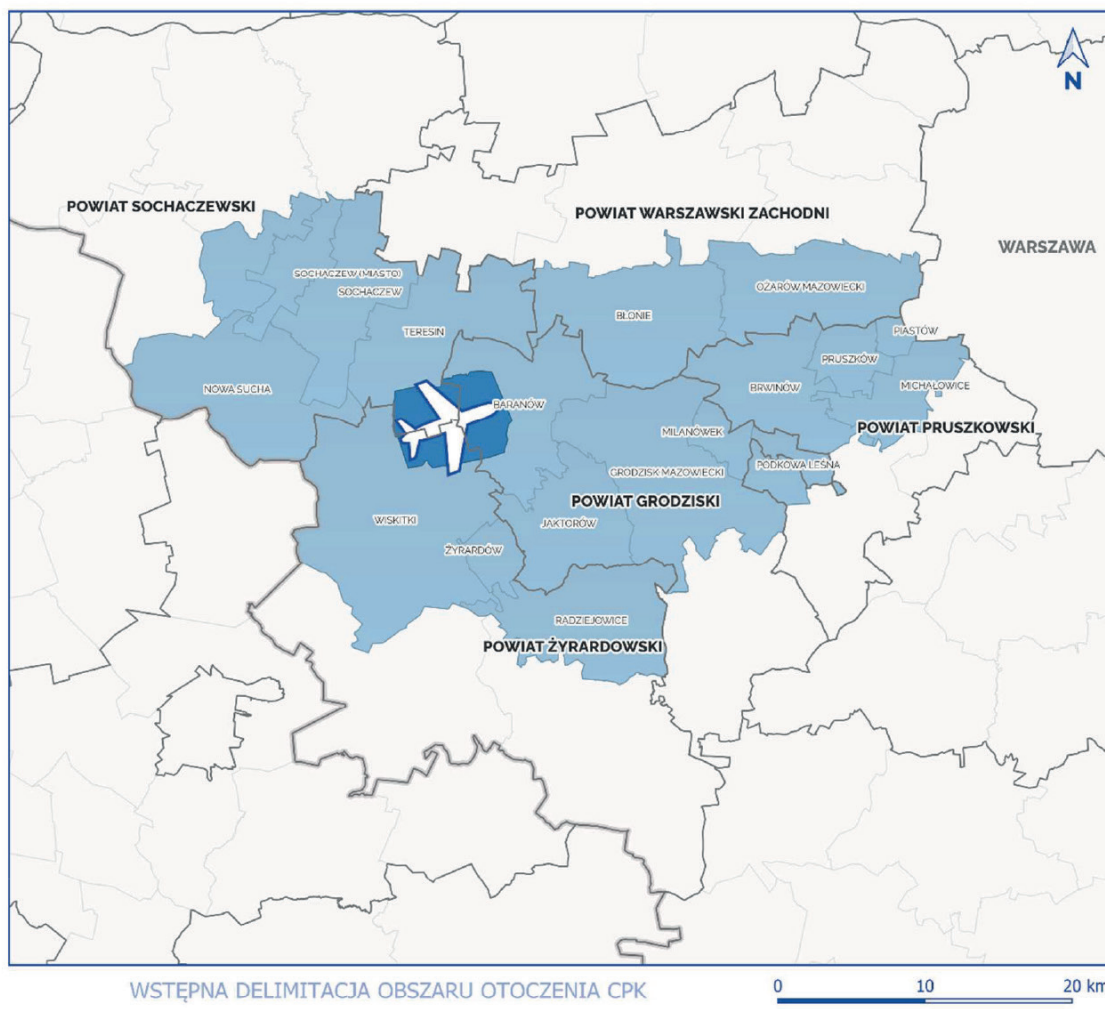 N
POWIAT SOCHACZEWSKI
POWIAT WARSZAWSKI ZACHODNI
WARSZAWA
SOCHACZEW (MIASTO)
SOCHACZEW
OŻARÓW MAZOWIECKI
TERESIN
BŁONIE
PIASTÓW
PRUSZKÓW
NOWA SUCHA
BRWINÓW
MICHAŁOWICE
BARANÓW
MILANÓWEK
POWIAT PRUSZKOWSKI
GRODZISK MAZOWIECKI
PODKOWA LEŚNA
POWIAT GRODZISKI
WISKITKI
JAKTORÓW
ŻYRARDÓW
RADZIEJOWICE
POWIAT ŻYRARDOWSKI
WSTĘPNA DELIMITACJA OBSZARU OTOCZENIA CPK
0 10 20 km